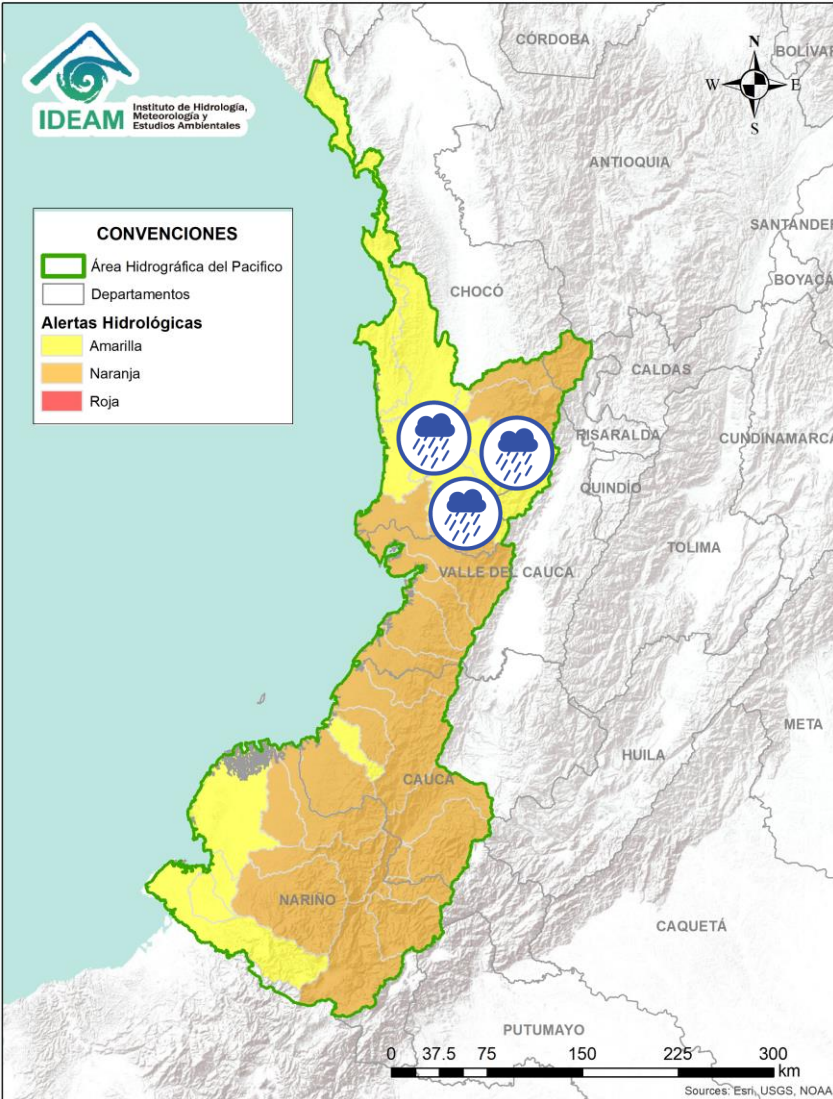 IDEAM
Instituto de Hidrología,
Meteorología y
Estudios Ambientales
CÓRDOBA
BOLÍVAR
N
W
E
S
ANTIOQUIA
SANTANDER
BOYACÁ
CONVENCIONES
Área Hidrográfica del Pacifico
Departamentos
Alertas Hidrológicas
Amarilla
Naranja
Roja
CHOCÓ
CALDAS
RISARALDA
CUNDINAMARCA
QUINDÍO
TOLIMA
VALLE DEL CAUCA
META
HUILA
CAUCA
NARIÑO
CAQUETÁ
PUTUMAYO
0 37.5 75 150 225 300
km
Sources: Esri, USGS, NOAA